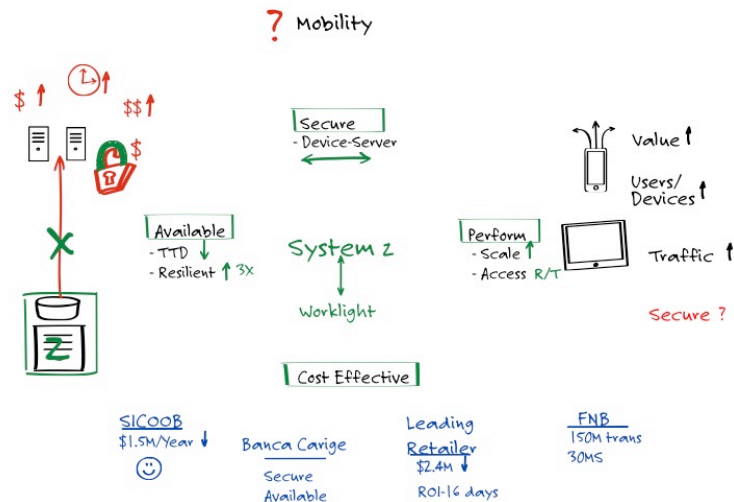 ? Mobility
$
$$
$
Secure
- Device-Server
Value
Users/
Devices
Available
- TTD
- Resilient 3X
System z
Worklight
Perform
- Scale
- Access R/T
Traffic
Secure ?
Z
Cost Effective
SICOOB
$1.5M/Year
Banca Carige
Secure
Available
Leading
Retailer
$2.4M
ROI-16 days
FNB
150M trans
30MS